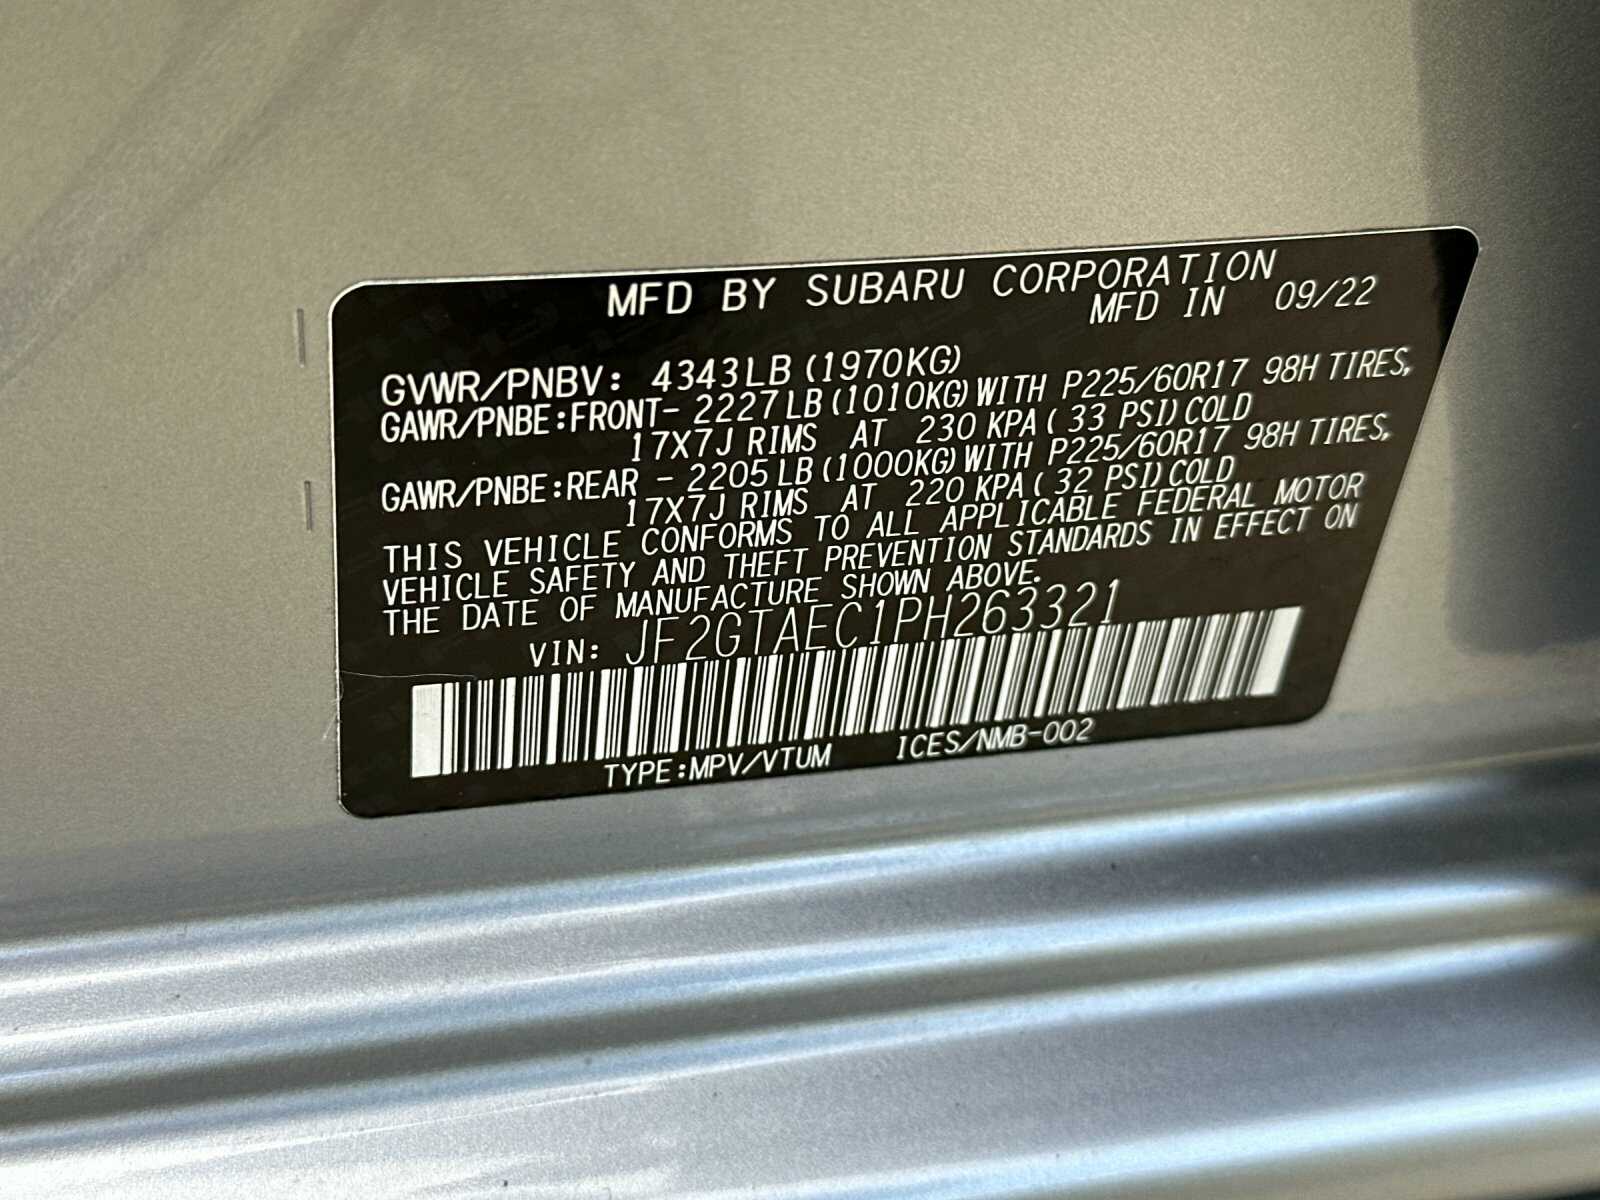 MFD BY SUBARU CORPORATION
MFD IN 09/22
GVWR/PNBV: 4343LB (1970KG)
GAWR/PNBE:FRONT- 2227LB (1010KG) WITH P225/60R17 98H TIRES,
17X7J RIMS AT 230 KPA ( 33 PSI) COLD
GAWR/PNBE:REAR - 2205LB (1000KG) WITH P225/60R17 98H TIRES,
17X7J RIMS AT 220 KPA ( 32 PSI) COLD
THIS VEHICLE CONFORMS TO ALL APPLICABLE FEDERAL MOTOR
VEHICLE SAFETY AND THEFT PREVENTION STANDARDS IN EFFECT ON
THE DATE OF MANUFACTURE SHOWN ABOVE.
VIN: JF2GTAEC1PH263321
TYPE:MPV/VTUM ICES/NMB-002